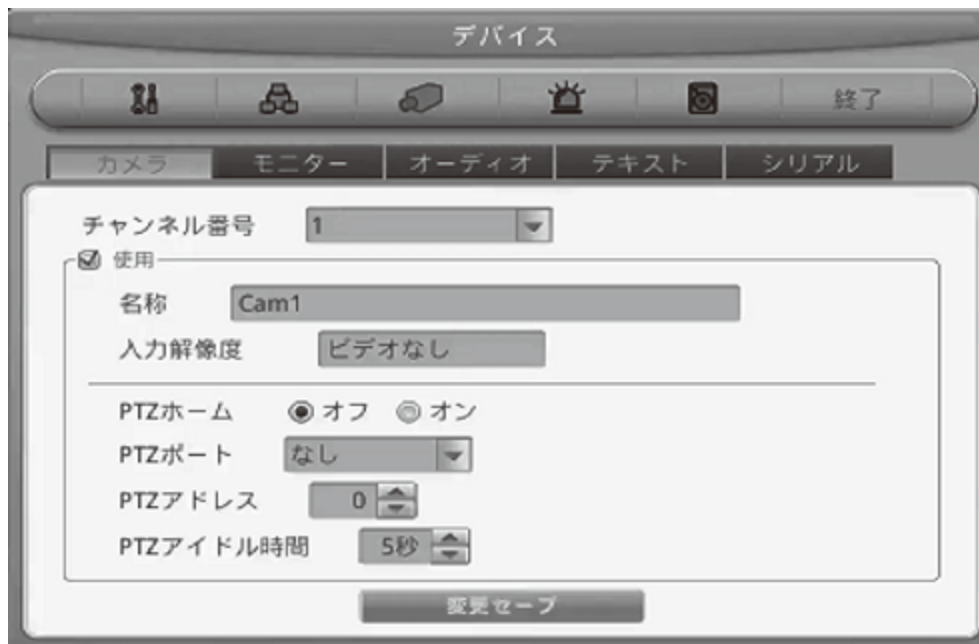 デバイス
終了
カメラ モニター オーディオ テキスト シリアル
チャンネル番号 1
使用
名称 Cam1
入力解像度 ビデオなし
PTZホーム オフ オン
PTZポート なし
PTZアドレス 0
PTZアイドル時間 5秒
変更セーブ